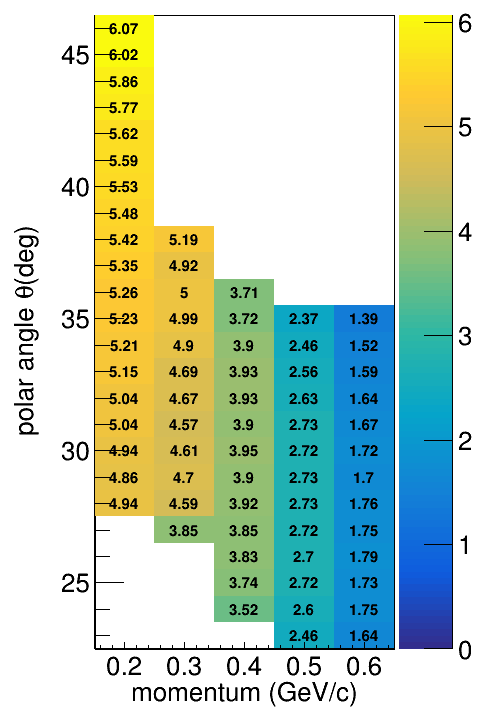 6.07 6
45 6.02
5.86
5.77
5.62 5
5.59
40 5.53
5.48
5.42 5.19
5.35 4.92 4
5.26 5 3.71
35 5.23 4.99 3.72 2.37 1.39
5.21 4.9 3.9 2.46 1.52 3
5.15 4.69 3.93 2.56 1.59
5.04 4.67 3.93 2.63 1.64
5.04 4.57 3.9 2.73 1.67
30 4.94 4.61 3.95 2.72 1.72 2
4.86 4.7 3.9 2.73 1.7
4.94 4.59 3.92 2.73 1.76
3.85 3.85 2.72 1.75
3.83 2.7 1.79 1
25 3.74 2.72 1.73
3.52 2.6 1.75
2.46 1.64 0
0.2 0.3 0.4 0.5 0.6
momentum (GeV/c)
polar angle θ(deg)